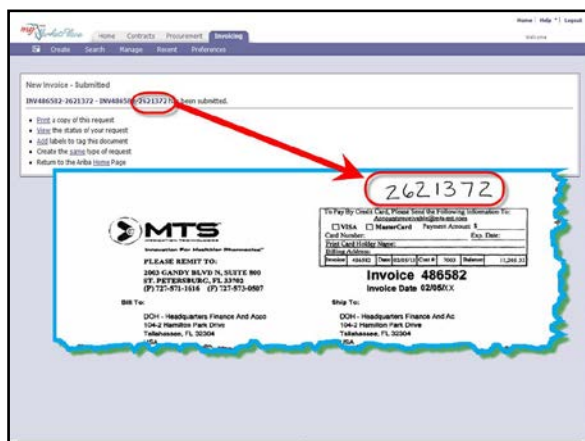 Home | Help | Logout
Home Contracts Procurement Invoicing
Welcome
Create Search Manage Recent Preferences
New Invoice - Submitted
INV486582-2621372 - INV486582-2621372 has been submitted.
Print a copy of this request
View the status of your request
Add labels to tag this document
Create the same type of request
Return to the Ariba Home Page
2621372
To Pay By Credit Card, Please Send the Following Information To:
VISA MasterCard Payment Amount: $
Card Number: Exp. Date:
Print Card Holder Name:
Billing Address:
Invoice 486582 Date Cust # 7003 Balance
MTS
MEDICATION TECHNOLOGIES
Innovation For Healthier Pharmacies
PLEASE REMIT TO:
2003 GANDY BLVD N, SUITE 800
ST. PETERSBURG, FL 33702
(P) 727-571-1616 (F) 727-573-0507
Invoice 486582
Invoice Date 02/05/XX
Bill To:
DOH - Headquarters Finance And Acco
104-2 Hamilton Park Drive
Tallahassee, FL 32304
USA
Ship To:
DOH - Headquarters Finance And Ac
104-2 Hamilton Park Drive
Tallahassee, FL 32304
USA